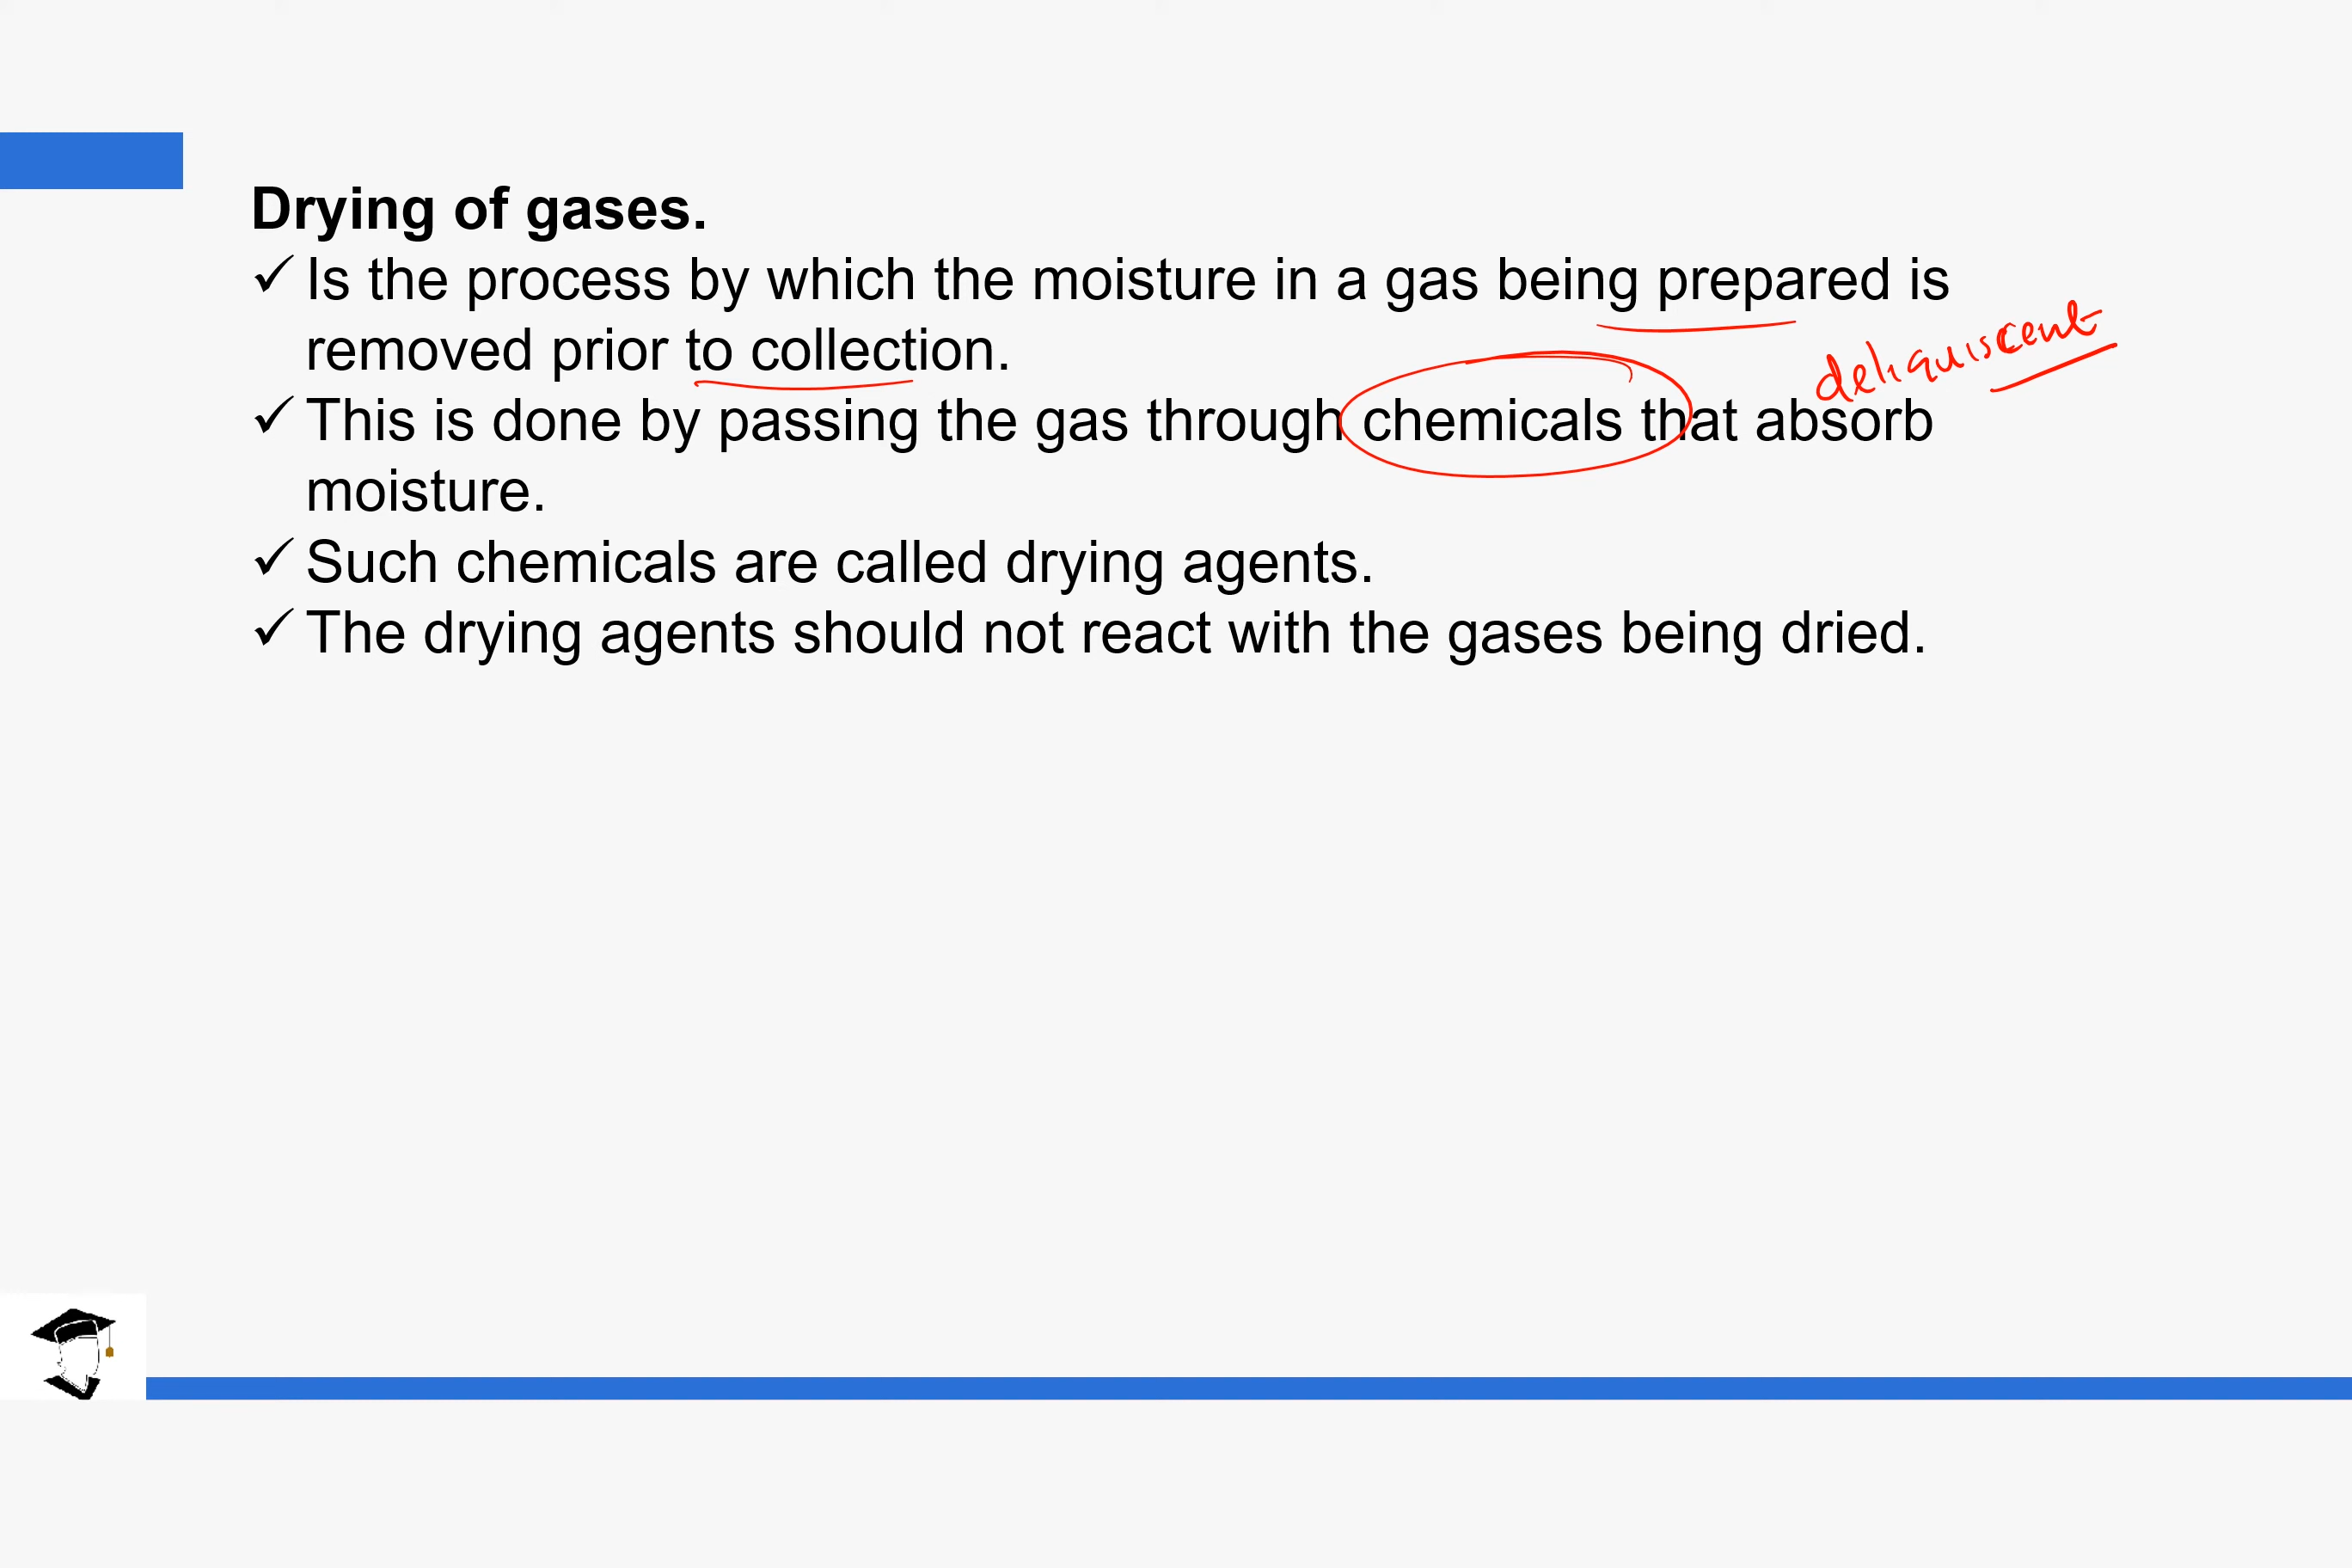 Drying of gases.
✓ Is the process by which the moisture in a gas being prepared is
removed prior to collection.
deliquiscent
✓ This is done by passing the gas through chemicals that absorb
moisture.
✓ Such chemicals are called drying agents.
✓ The drying agents should not react with the gases being dried.